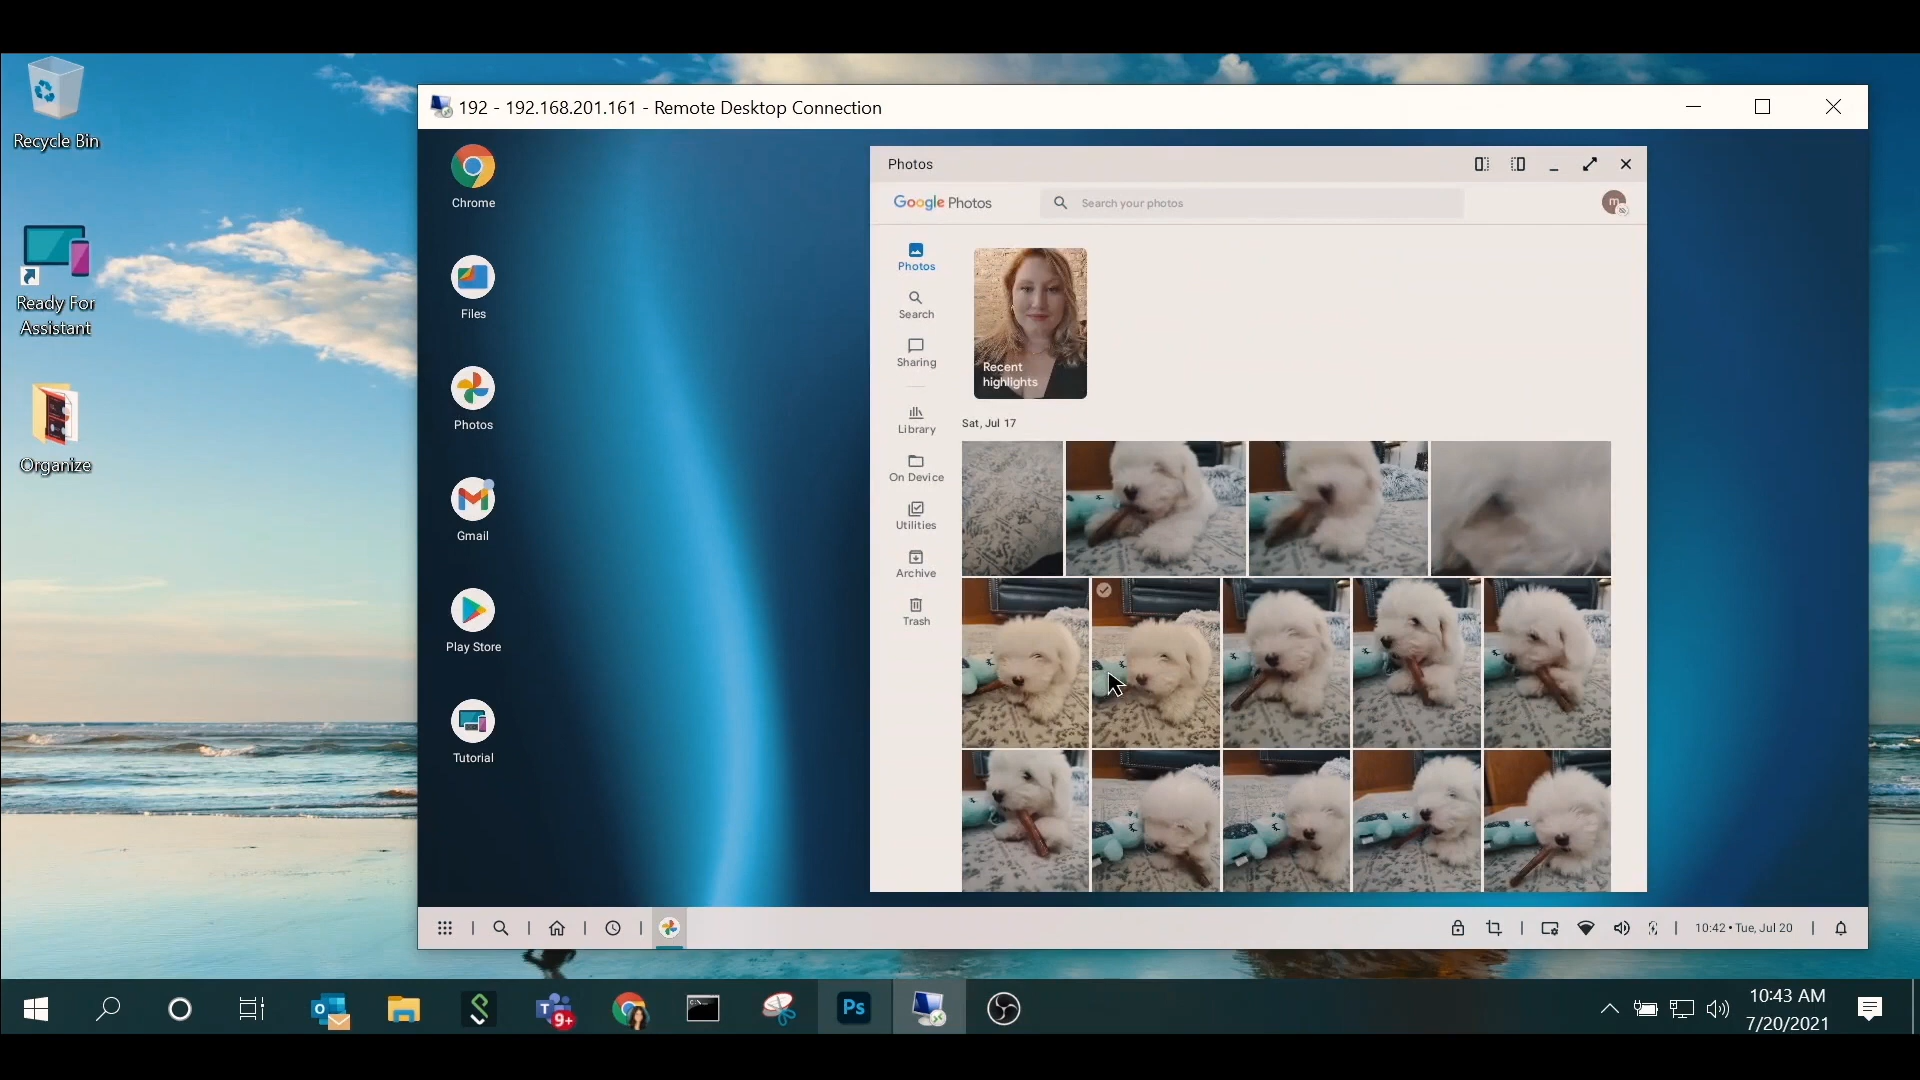 Recycle Bin
Ready For
Assistant
Organize
192 - 192.168.201.161 - Remote Desktop Connection
Chrome
Files
Photos
Gmail
Play Store
Tutorial
Photos
Google Photos
Search your photos
m
Photos
Search
Sharing
Library
On Device
Utilities
Archive
Trash
Recent
highlights
Sat, Jul 17
10:42 • Tue, Jul 20
T
9+
C:\_
Ps
10:43 AM
7/20/2021